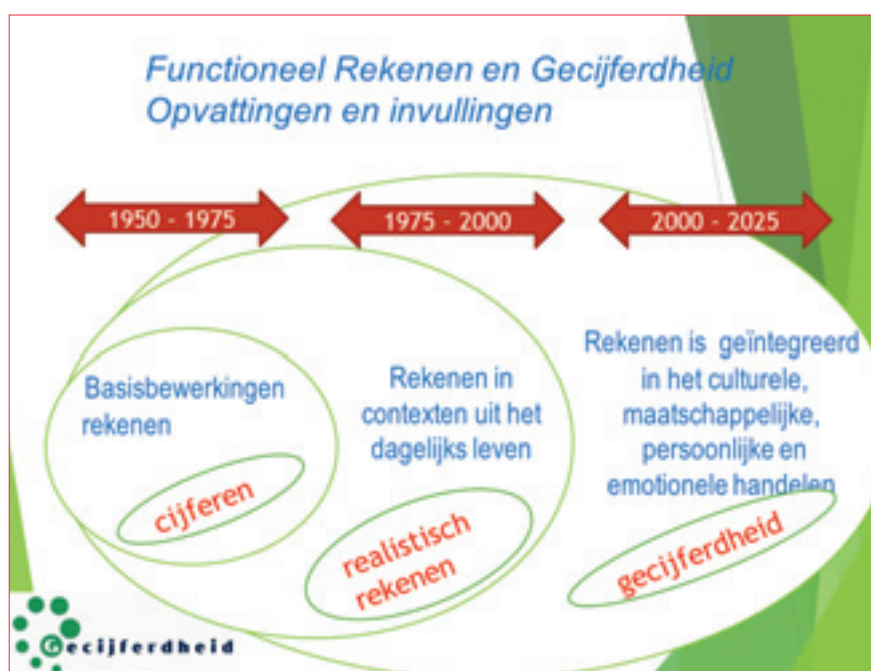 Functioneel Rekenen en Gecijferdheid
Opvattingen en invullingen
1950 - 1975
1975 - 2000
2000 - 2025
Basisbewerkingen
rekenen
cijferen
Rekenen in
contexten uit het
dagelijks leven
realistisch
rekenen
Rekenen is geïntegreerd
in het culturele,
maatschappelijke,
persoonlijke en
emotionele handelen
gecijferdheid
Gecijferdheid